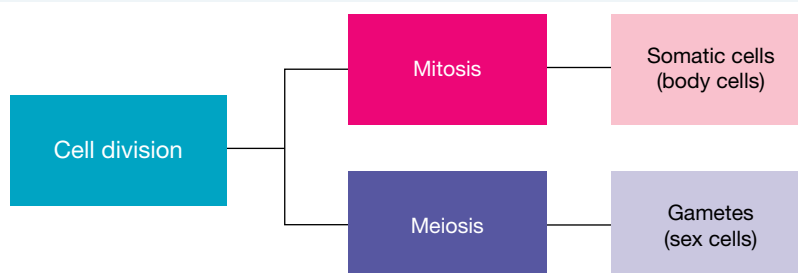 Cell division
Mitosis
Somatic cells
(body cells)
Meiosis
Gametes
(sex cells)